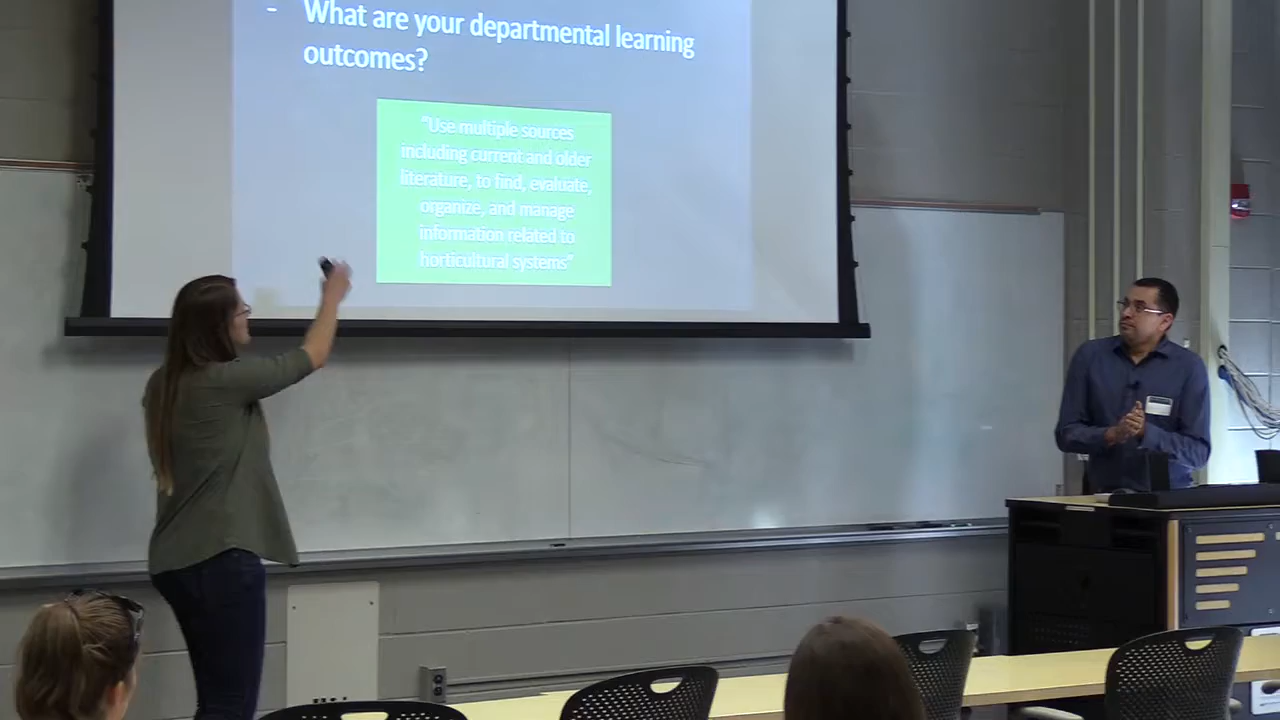 - What are your departmental learning
outcomes?
"Use multiple sources
including current and older
literature, to find, evaluate,
organize, and manage
information related to
horticultural systems"